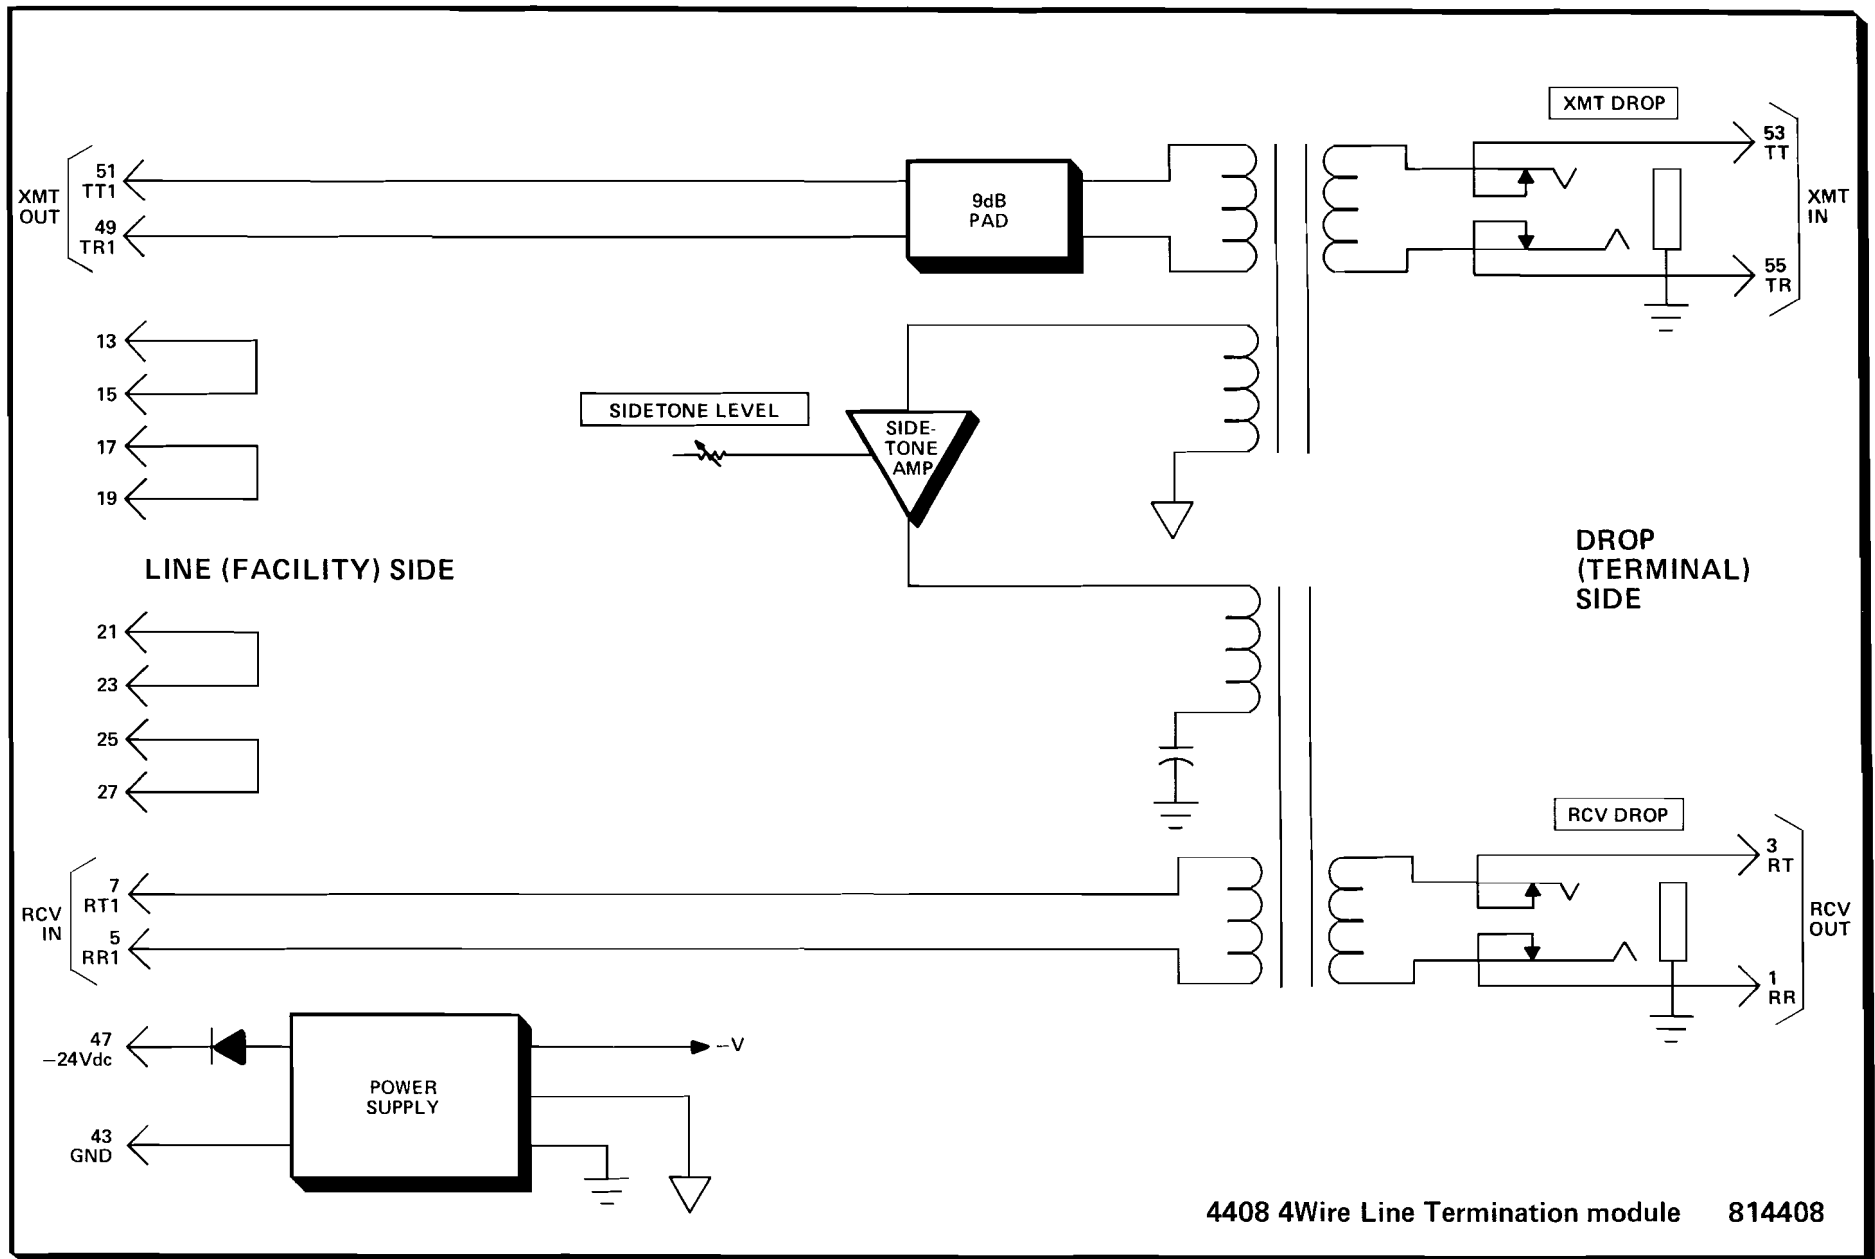 XMT DROP
53
TT
51
TT1
XMT
OUT
9dB
PAD
XMT
IN
49
TR1
55
TR
13
15
SIDETONE LEVEL
SIDE-
TONE
AMP
17
19
LINE (FACILITY) SIDE
DROP
(TERMINAL)
SIDE
21
23
25
27
RCV DROP
3
RT
7
RT1
RCV
IN
5
RR1
RCV
OUT
1
RR
47
−24Vdc
−V
POWER
SUPPLY
43
GND
4408 4Wire Line Termination module 814408